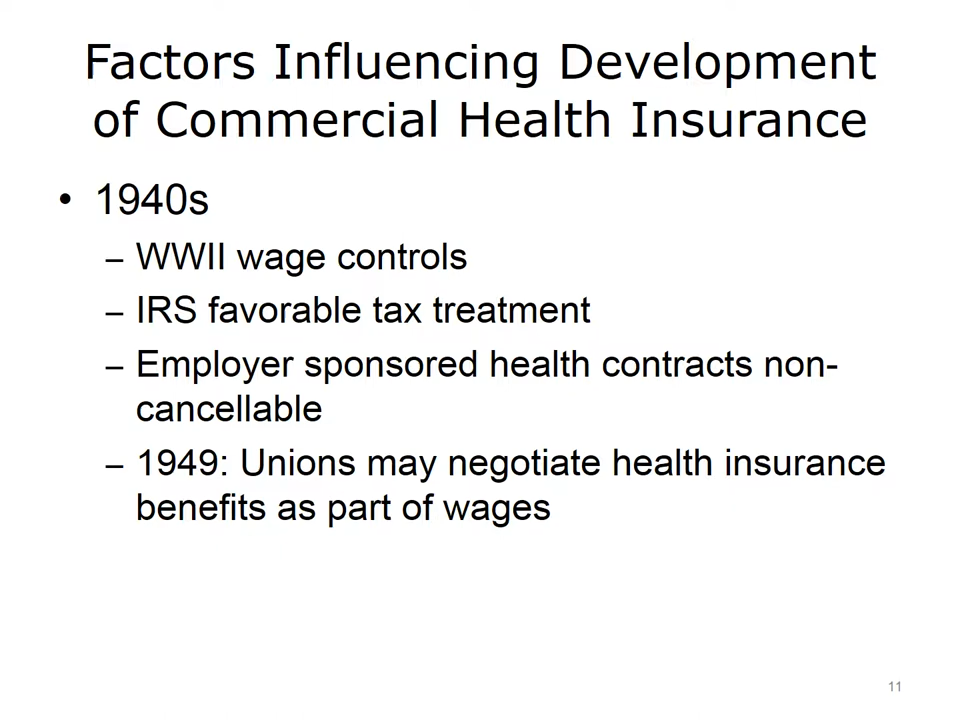 Factors Influencing Development
of Commercial Health Insurance
• 1940s
– WWII wage controls
– IRS favorable tax treatment
– Employer sponsored health contracts non-
cancellable
– 1949: Unions may negotiate health insurance
benefits as part of wages
11